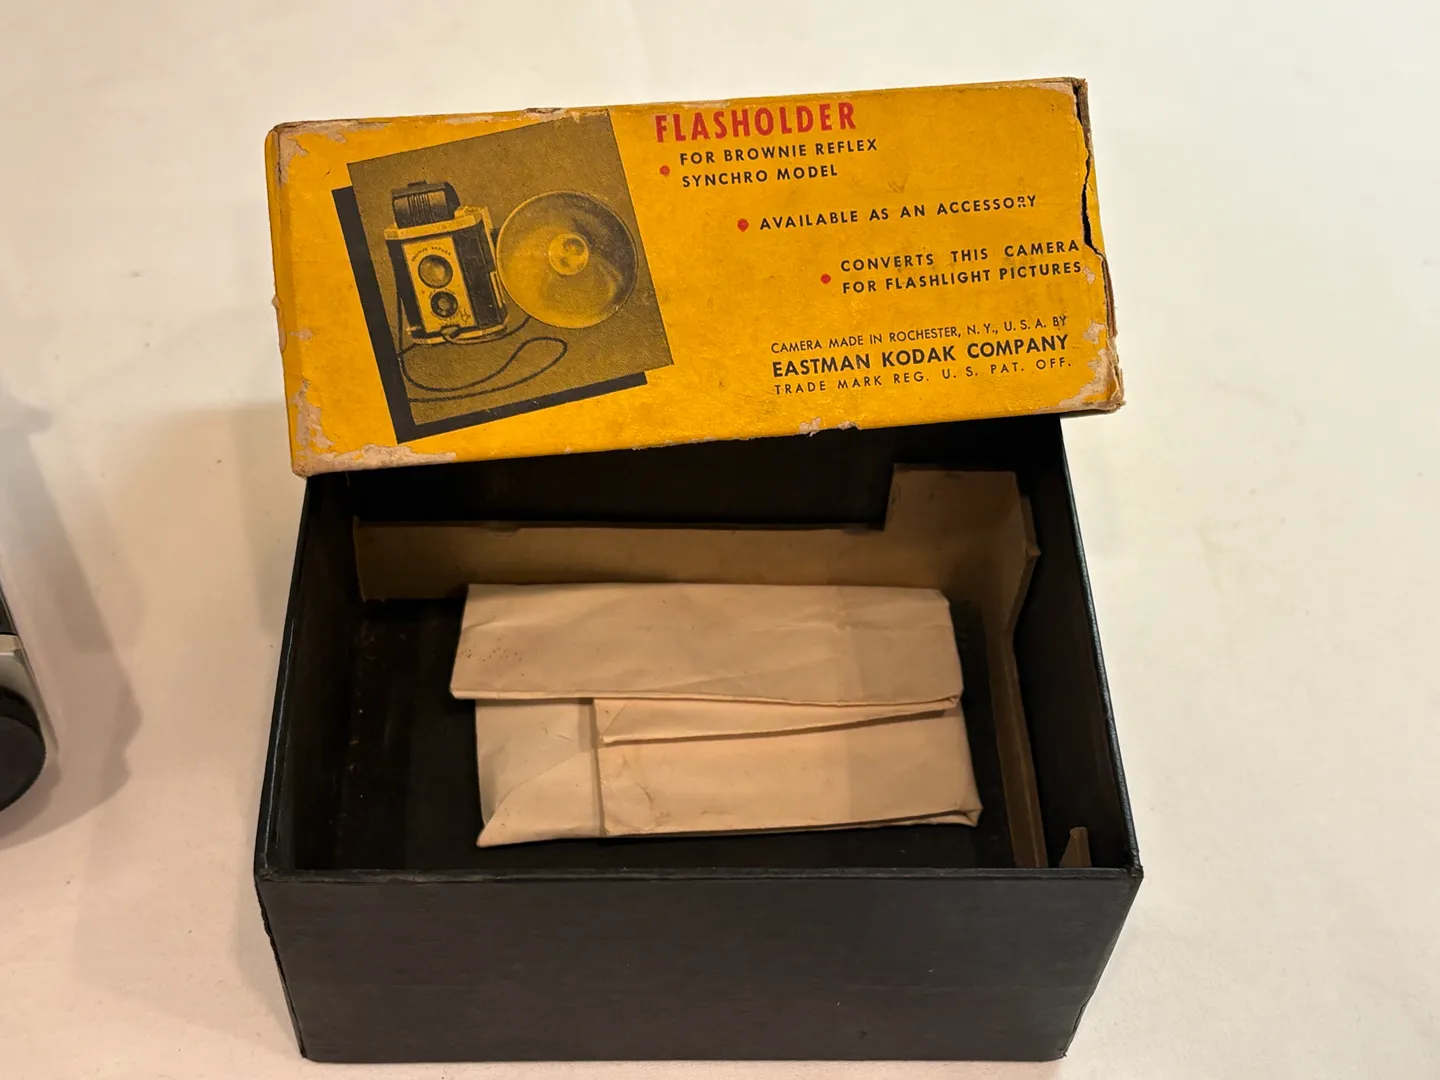 FLASHOLDER
FOR BROWNIE REFLEX
SYNCHRO MODEL
AVAILABLE AS AN ACCESSORY
CONVERTS THIS CAMERA
FOR FLASHLIGHT PICTURES
CAMERA MADE IN ROCHESTER, N. Y., U. S. A. BY
EASTMAN KODAK COMPANY
TRADE MARK REG. U. S. PAT. OFF.